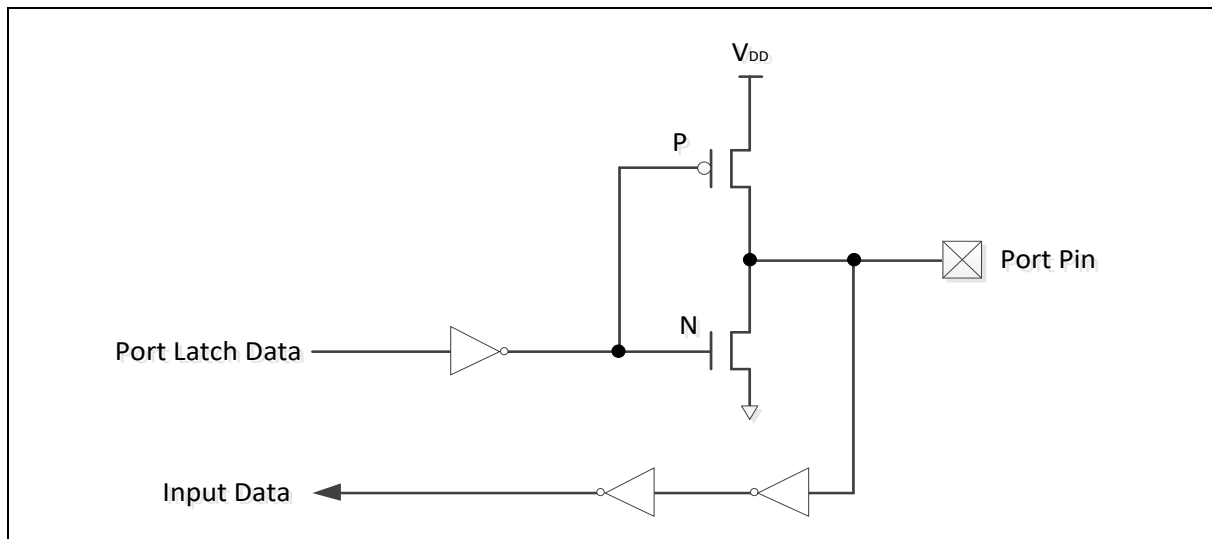 VDD
P
Port Pin
N
Port Latch Data
Input Data